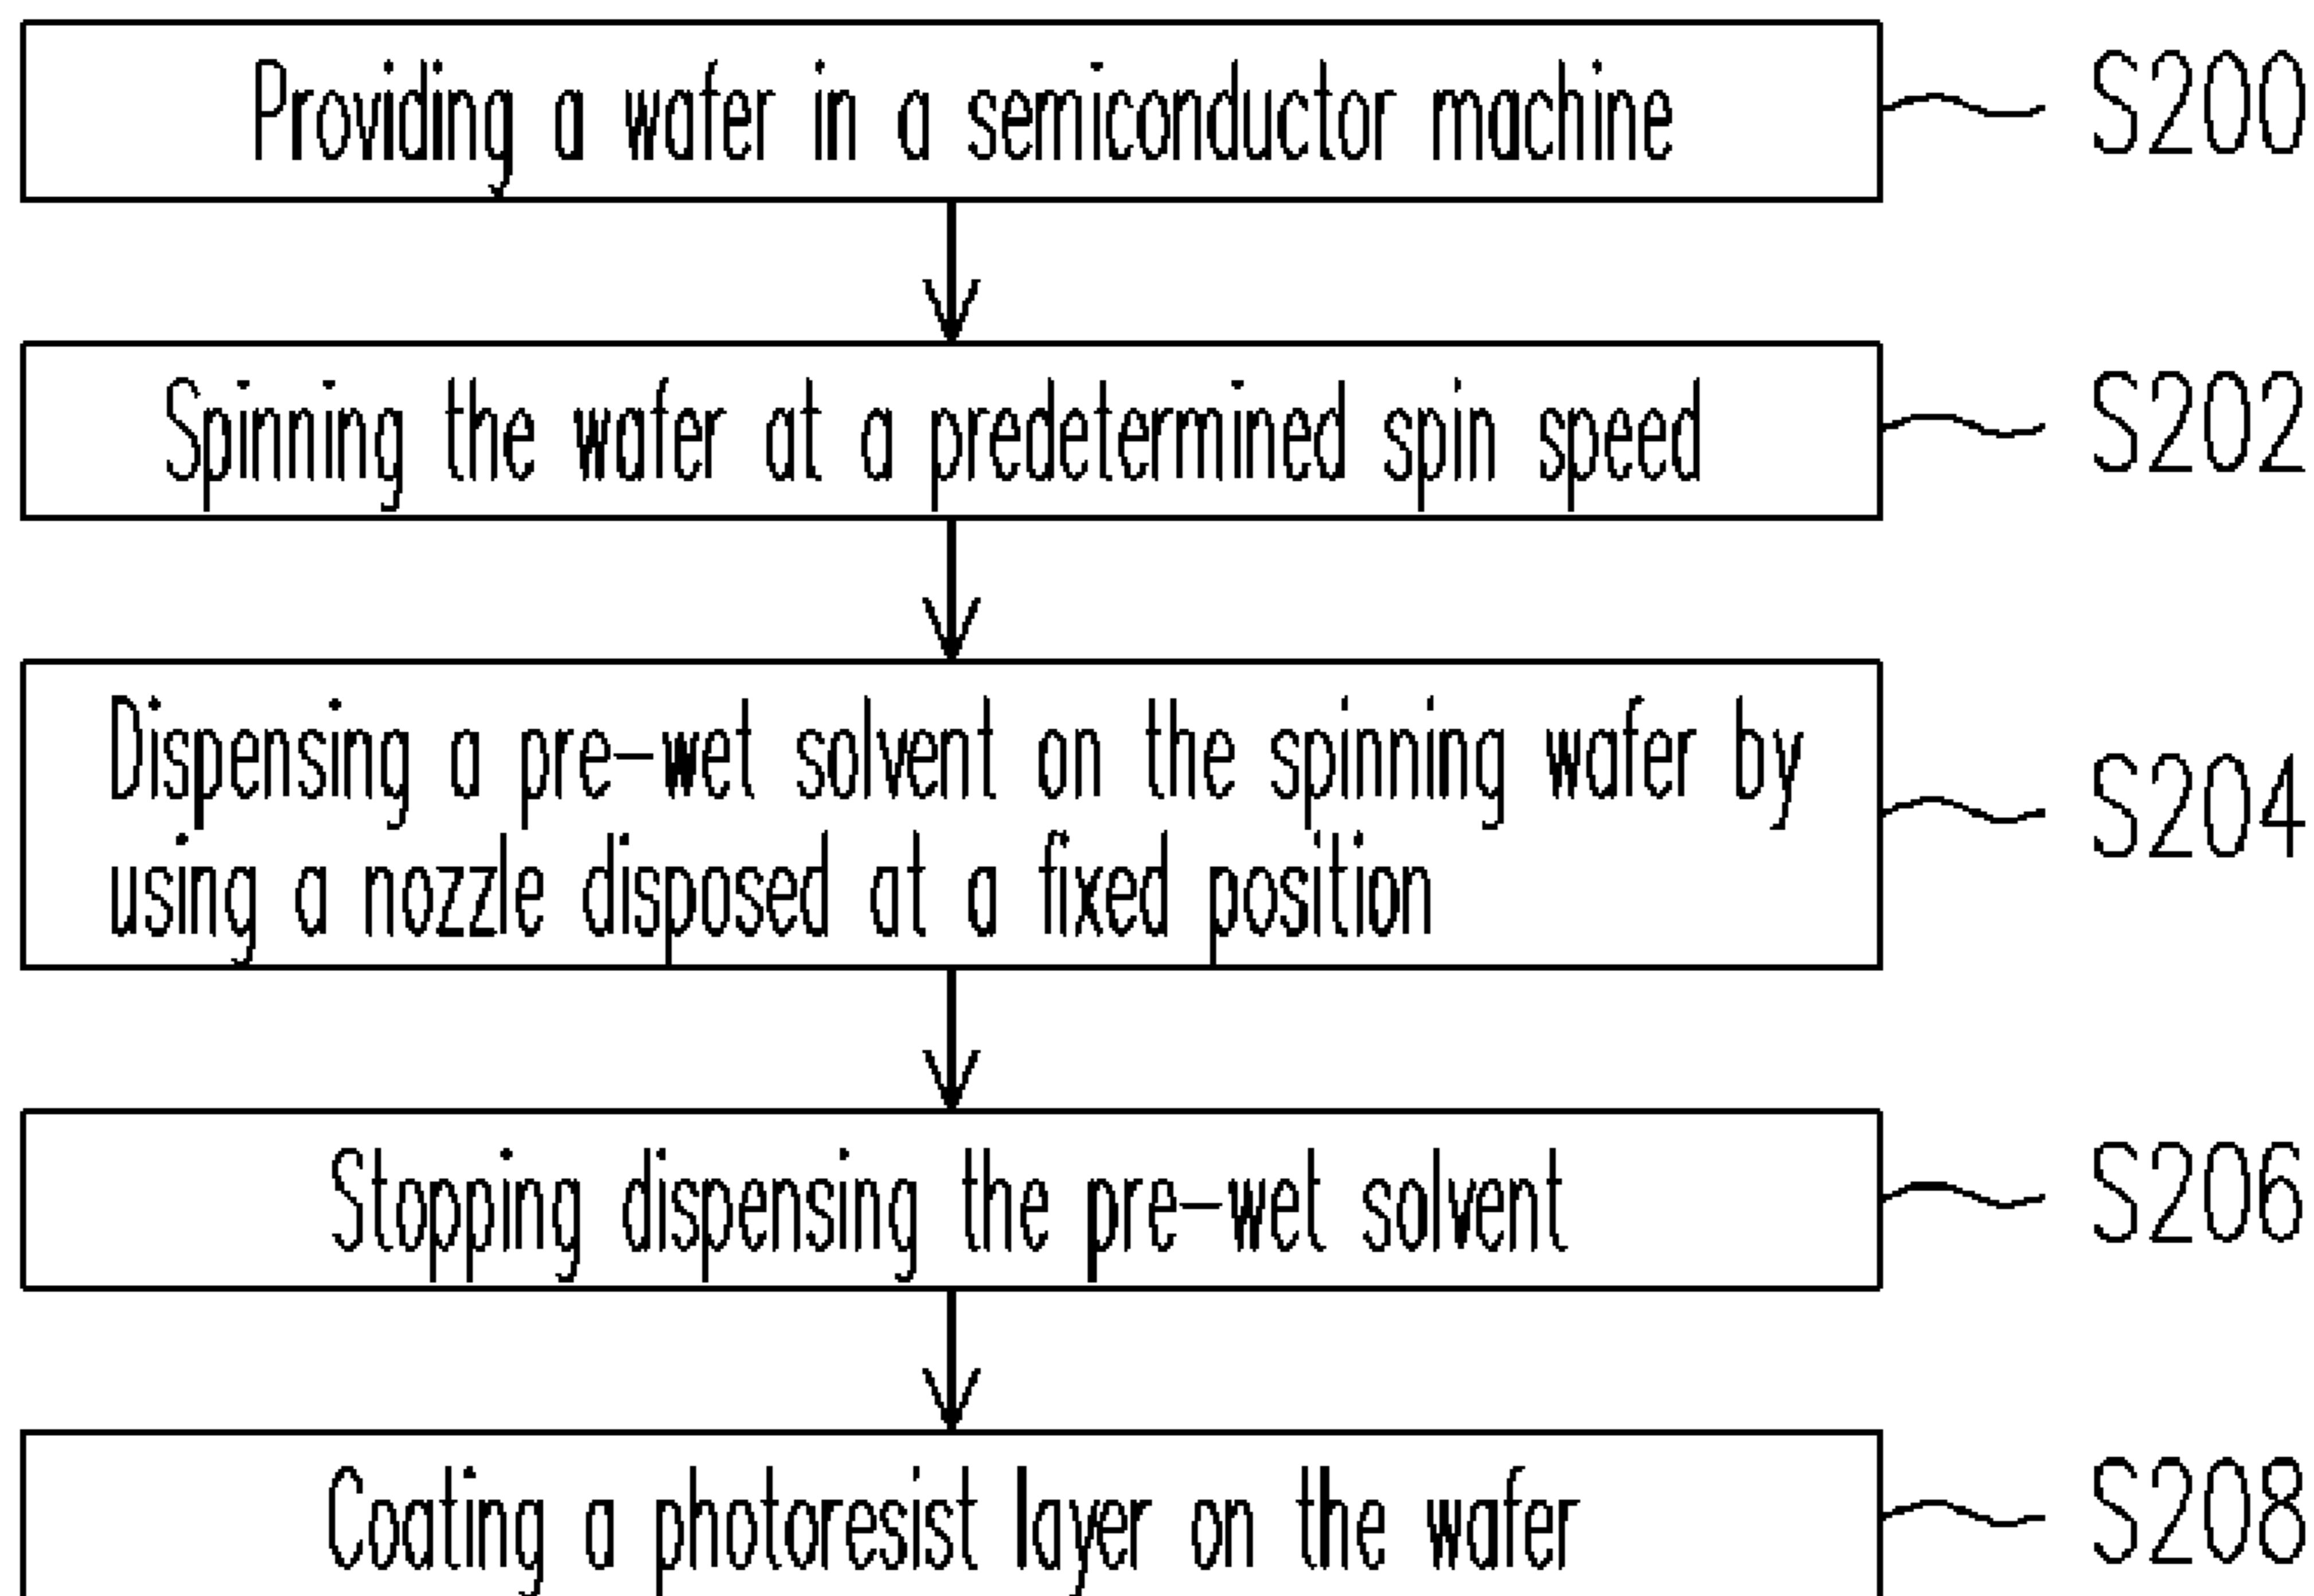 Providing a wafer in a semiconductor machine S200
Spinning the wafer at a predetermined spin speed S202
Dispensing a pre-wet solvent on the spinning wafer by
using a nozzle disposed at a fixed position
S204
Stopping dispensing the pre-wet solvent S206
Coating a photoresist layer on the wafer S208